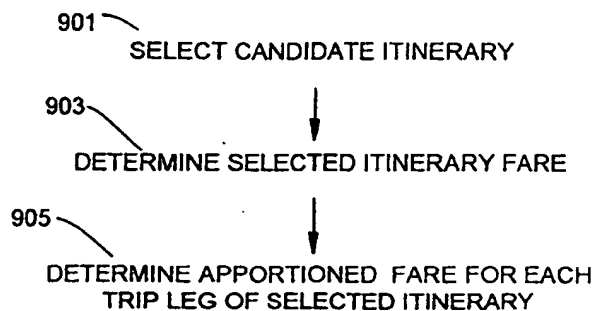 901
SELECT CANDIDATE ITINERARY
903
DETERMINE SELECTED ITINERARY FARE
905
DETERMINE APPORTIONED FARE FOR EACH
TRIP LEG OF SELECTED ITINERARY